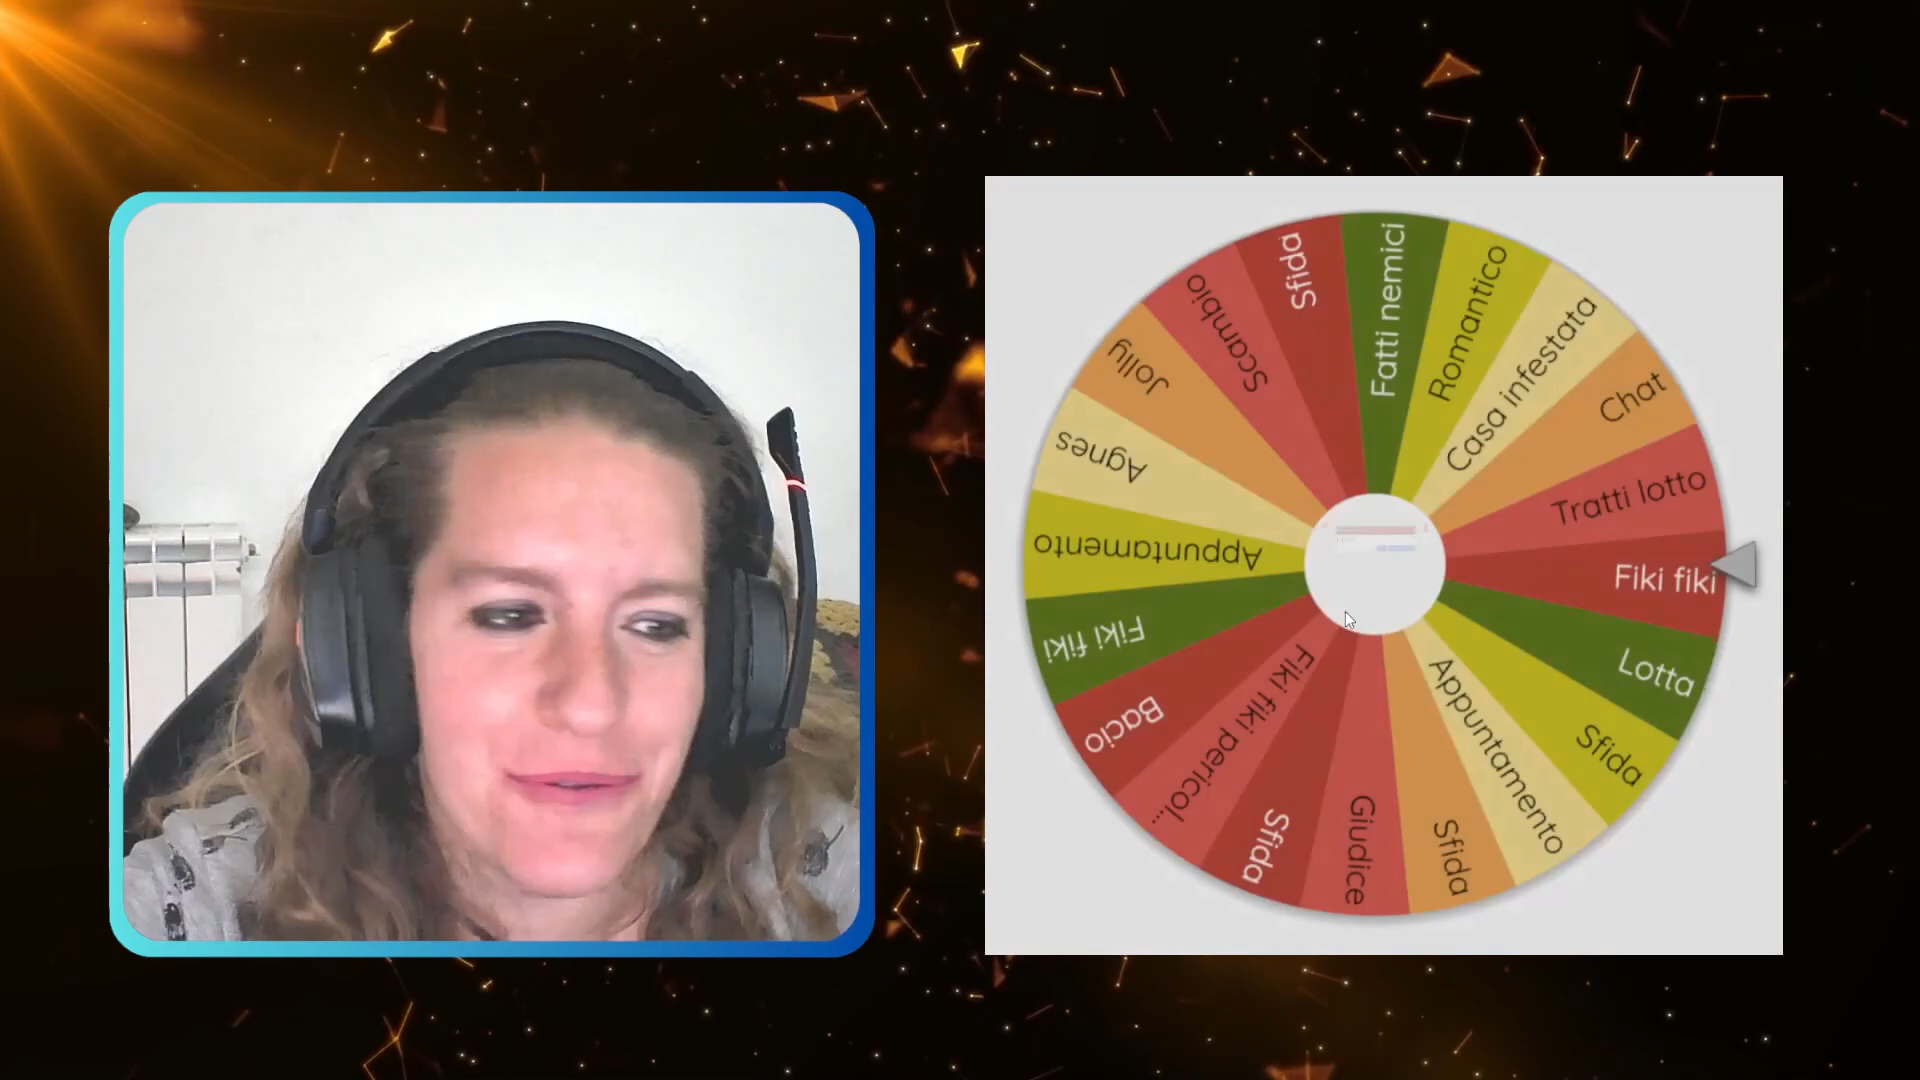 Fatti nemici
Romantico
Casa infestata
Chat
Tratti lotto
Fiki fiki
Lotta
Sfida
Appuntamento
Sfida
Giudice
Sfida
Fiki fiki pericol...
Bacio
Fiki fiki
Appuntamento
Agnes
Jolly
Scambio
Sfida